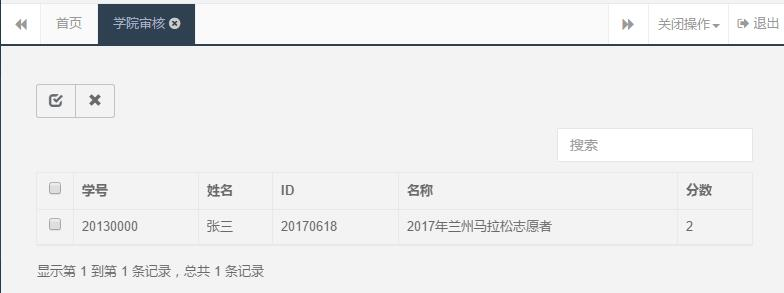 首页 学院审核 关闭操作 退出
搜索
学号 姓名 ID 名称 分数
20130000 张三 20170618 2017年兰州马拉松志愿者 2
显示第 1 到第 1 条记录，总共 1 条记录